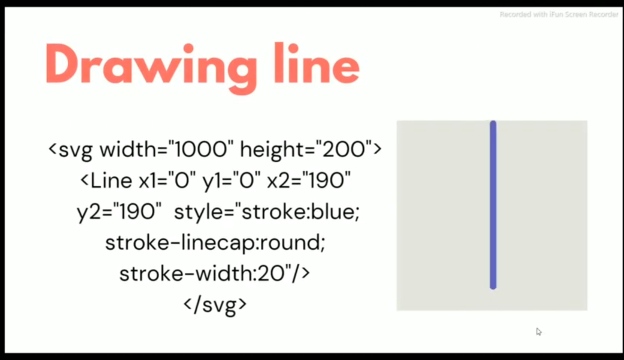 Recorded with iFun Screen Recorder
Drawing line
<svg width="1000" height="200">
<Line x1="0" y1="0" x2="190"
y2="190" style="stroke:blue;
stroke-linecap:round;
stroke-width:20"/>
</svg>